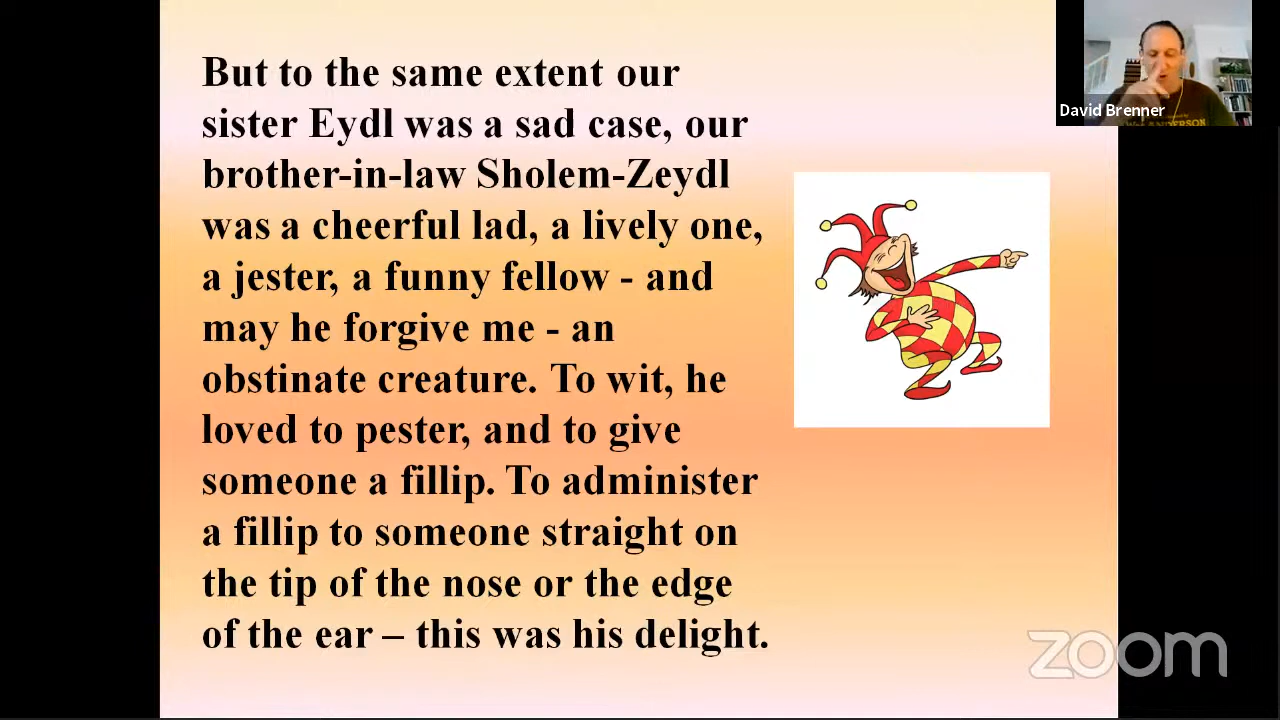 But to the same extent our
sister Eydl was a sad case, our
brother-in-law Sholem-Zeydl
was a cheerful lad, a lively one,
a jester, a funny fellow - and
may he forgive me - an
obstinate creature. To wit, he
loved to pester, and to give
someone a fillip. To administer
a fillip to someone straight on
the tip of the nose or the edge
of the ear – this was his delight.
David Brenner
ANDERSON
zoom